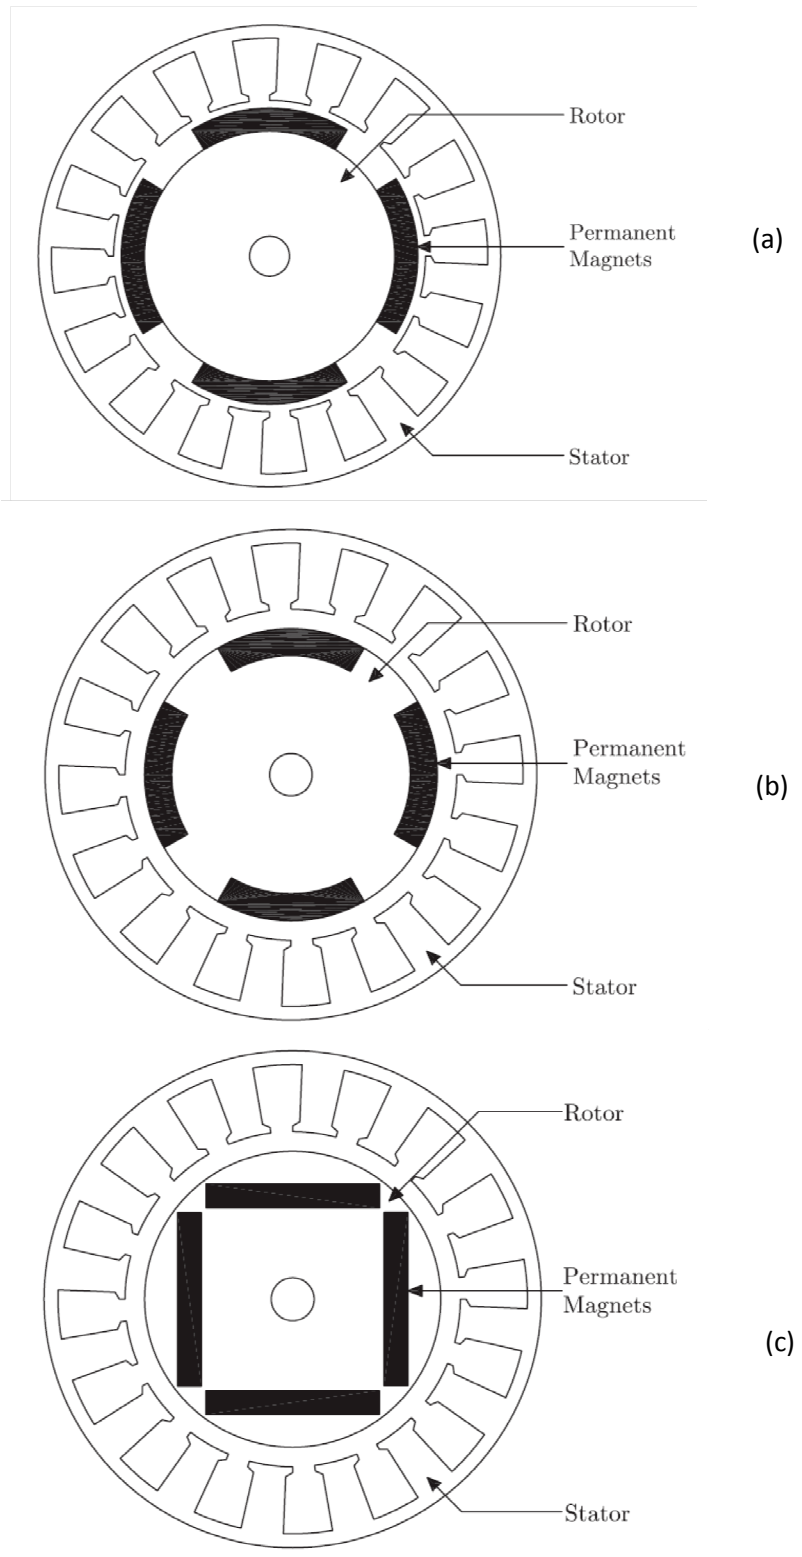 Rotor
Permanent
Magnets
(a)
Stator
Rotor
Permanent
Magnets
(b)
Stator
Rotor
Permanent
Magnets
(c)
Stator